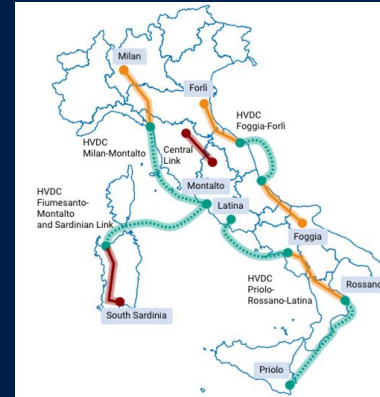 Milan
Forlì
HVDC
Foggia-Forlì
HVDC
Milan-Montalto
Central
Link
HVDC
Fiumesanto-
Montalto
and Sardinian Link
Montalto
Latina
Foggia
HVDC
Priolo-
Rossano-Latina
Rossano
South Sardinia
Priolo